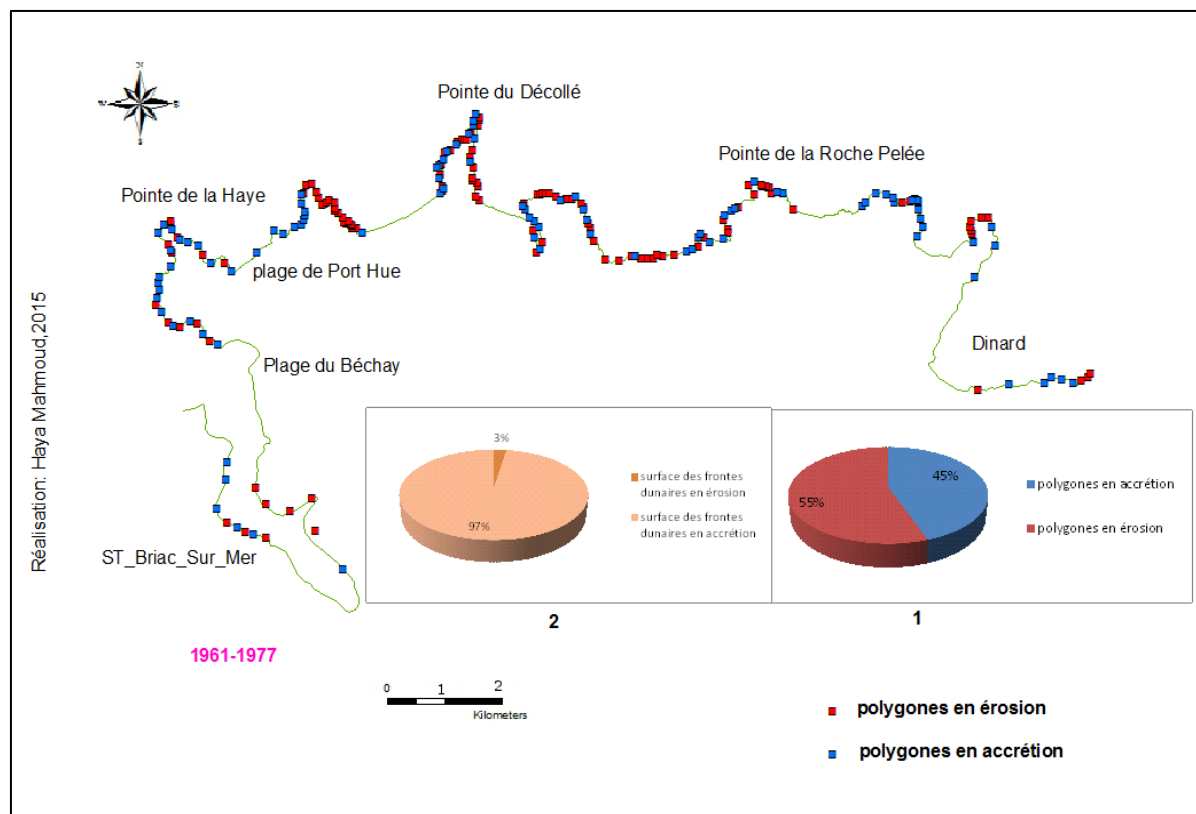 N
W
E
S
Pointe du Décollé
Pointe de la Roche Pelée
Pointe de la Haye
plage de Port Hue
Réalisation: Haya Mahmoud,2015
Plage du Béchay
Dinard
ST_Briac_Sur_Mer
3%
97%
surface des frontes
dunaires en érosion
surface des frontes
dunaires en accrétion
2
45%
55%
polygones en accrétion
polygones en érosion
1
1961-1977
0 1 2
Kilometers
polygones en érosion
polygones en accrétion